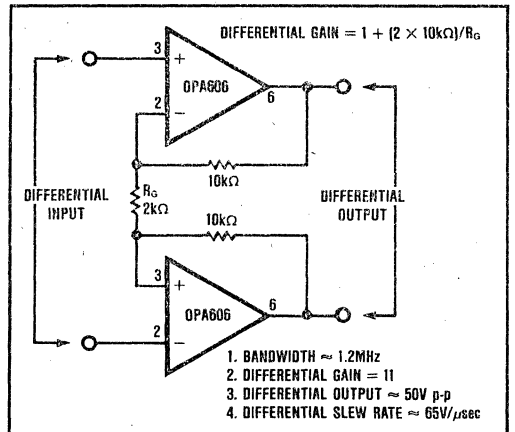 DIFFERENTIAL GAIN = 1 + (2 × 10kΩ)/RG
3
+
OPA606
6
2
−
10kΩ
DIFFERENTIAL
INPUT
RG
2kΩ
DIFFERENTIAL
OUTPUT
10kΩ
3
+
OPA606
6
2
−
1. BANDWIDTH ≈ 1.2MHz
2. DIFFERENTIAL GAIN = 11
3. DIFFERENTIAL OUTPUT ≈ 50V p-p
4. DIFFERENTIAL SLEW RATE ≈ 65V/μsec